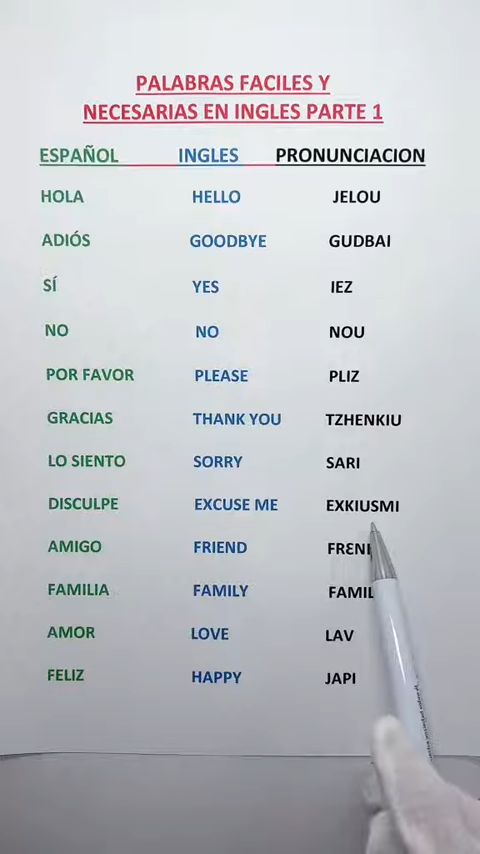 PALABRAS FACILES Y
NECESARIAS EN INGLES PARTE 1
ESPAÑOL INGLES PRONUNCIACION
HOLA HELLO JELOU
ADIÓS GOODBYE GUDBAI
SÍ YES IEZ
NO NO NOU
POR FAVOR PLEASE PLIZ
GRACIAS THANK YOU TZHENKIU
LO SIENTO SORRY SARI
DISCULPE EXCUSE ME EXKIUSMI
AMIGO FRIEND
FAMILIA FAMILY
AMOR LOVE LAV
FELIZ HAPPY JAPI